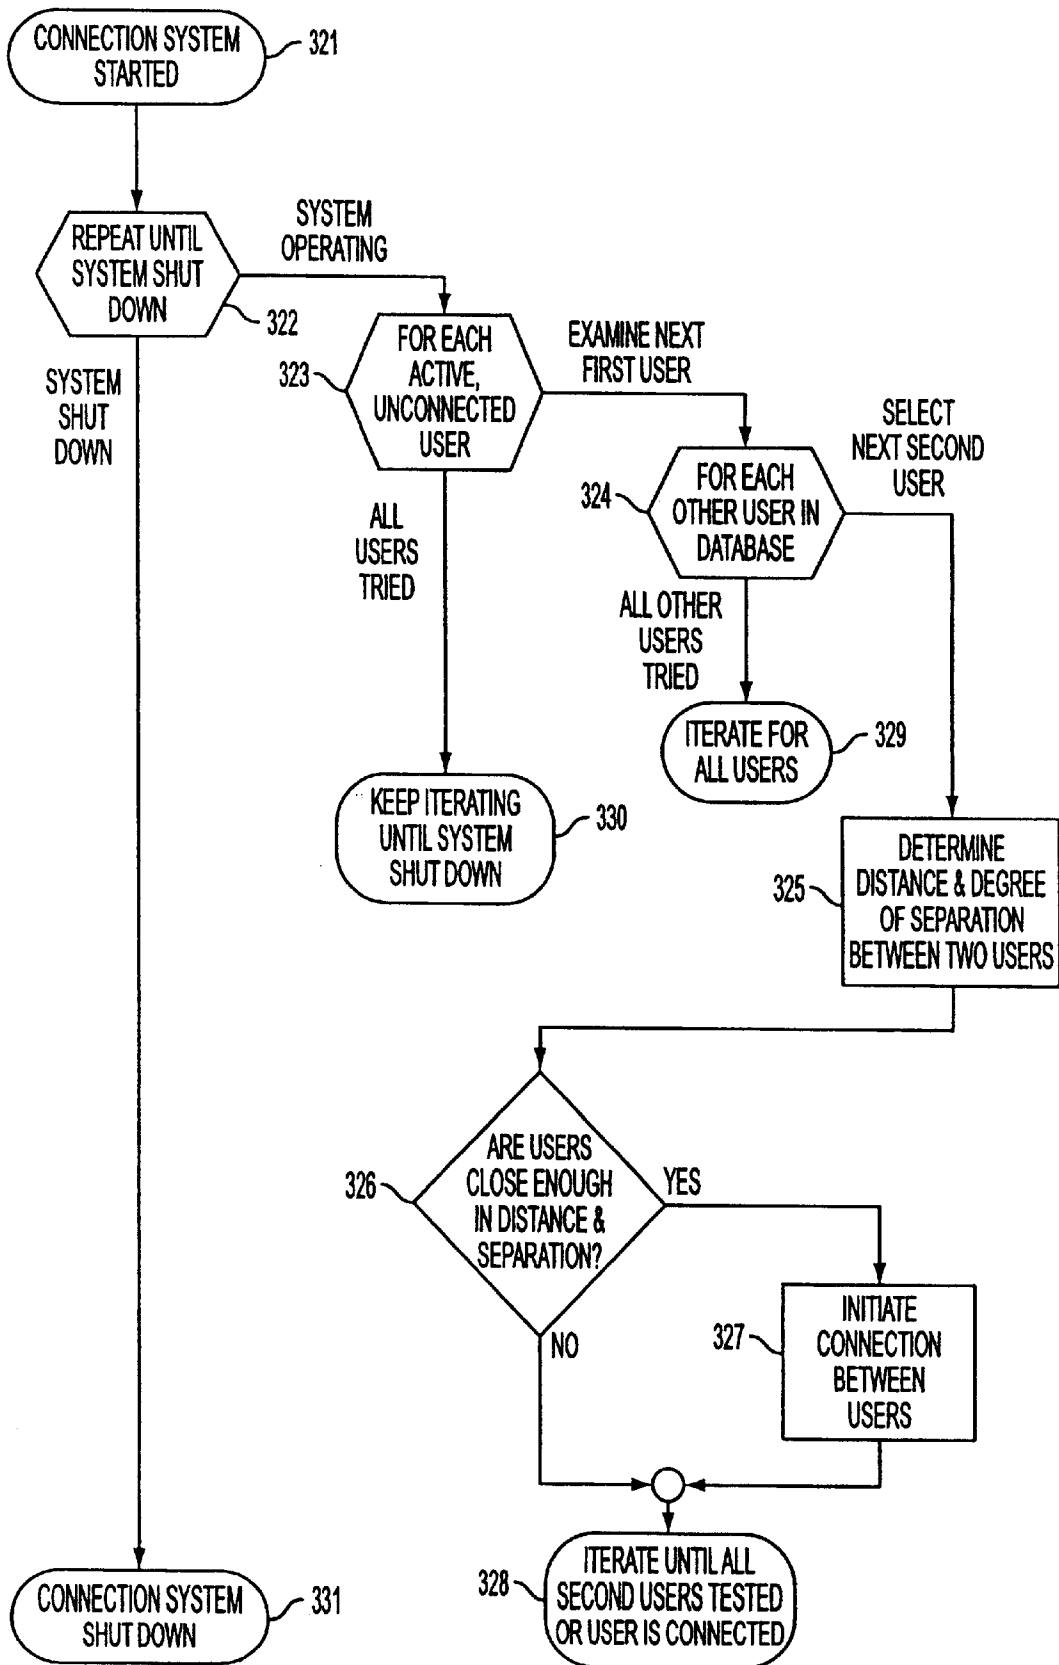 CONNECTION SYSTEM
STARTED
321
REPEAT UNTIL
SYSTEM SHUT
DOWN
322
SYSTEM
OPERATING
SYSTEM
SHUT
DOWN
FOR EACH
ACTIVE,
UNCONNECTED
USER
323
EXAMINE NEXT
FIRST USER
ALL
USERS
TRIED
FOR EACH
OTHER USER IN
DATABASE
324
SELECT
NEXT SECOND
USER
ALL OTHER
USERS
TRIED
ITERATE FOR
ALL USERS
329
KEEP ITERATING
UNTIL SYSTEM
SHUT DOWN
330
DETERMINE
DISTANCE & DEGREE
OF SEPARATION
BETWEEN TWO USERS
325
ARE USERS
CLOSE ENOUGH
IN DISTANCE &
SEPARATION?
326
YES
NO
INITIATE
CONNECTION
BETWEEN
USERS
327
ITERATE UNTIL ALL
SECOND USERS TESTED
OR USER IS CONNECTED
328
CONNECTION SYSTEM
SHUT DOWN
331